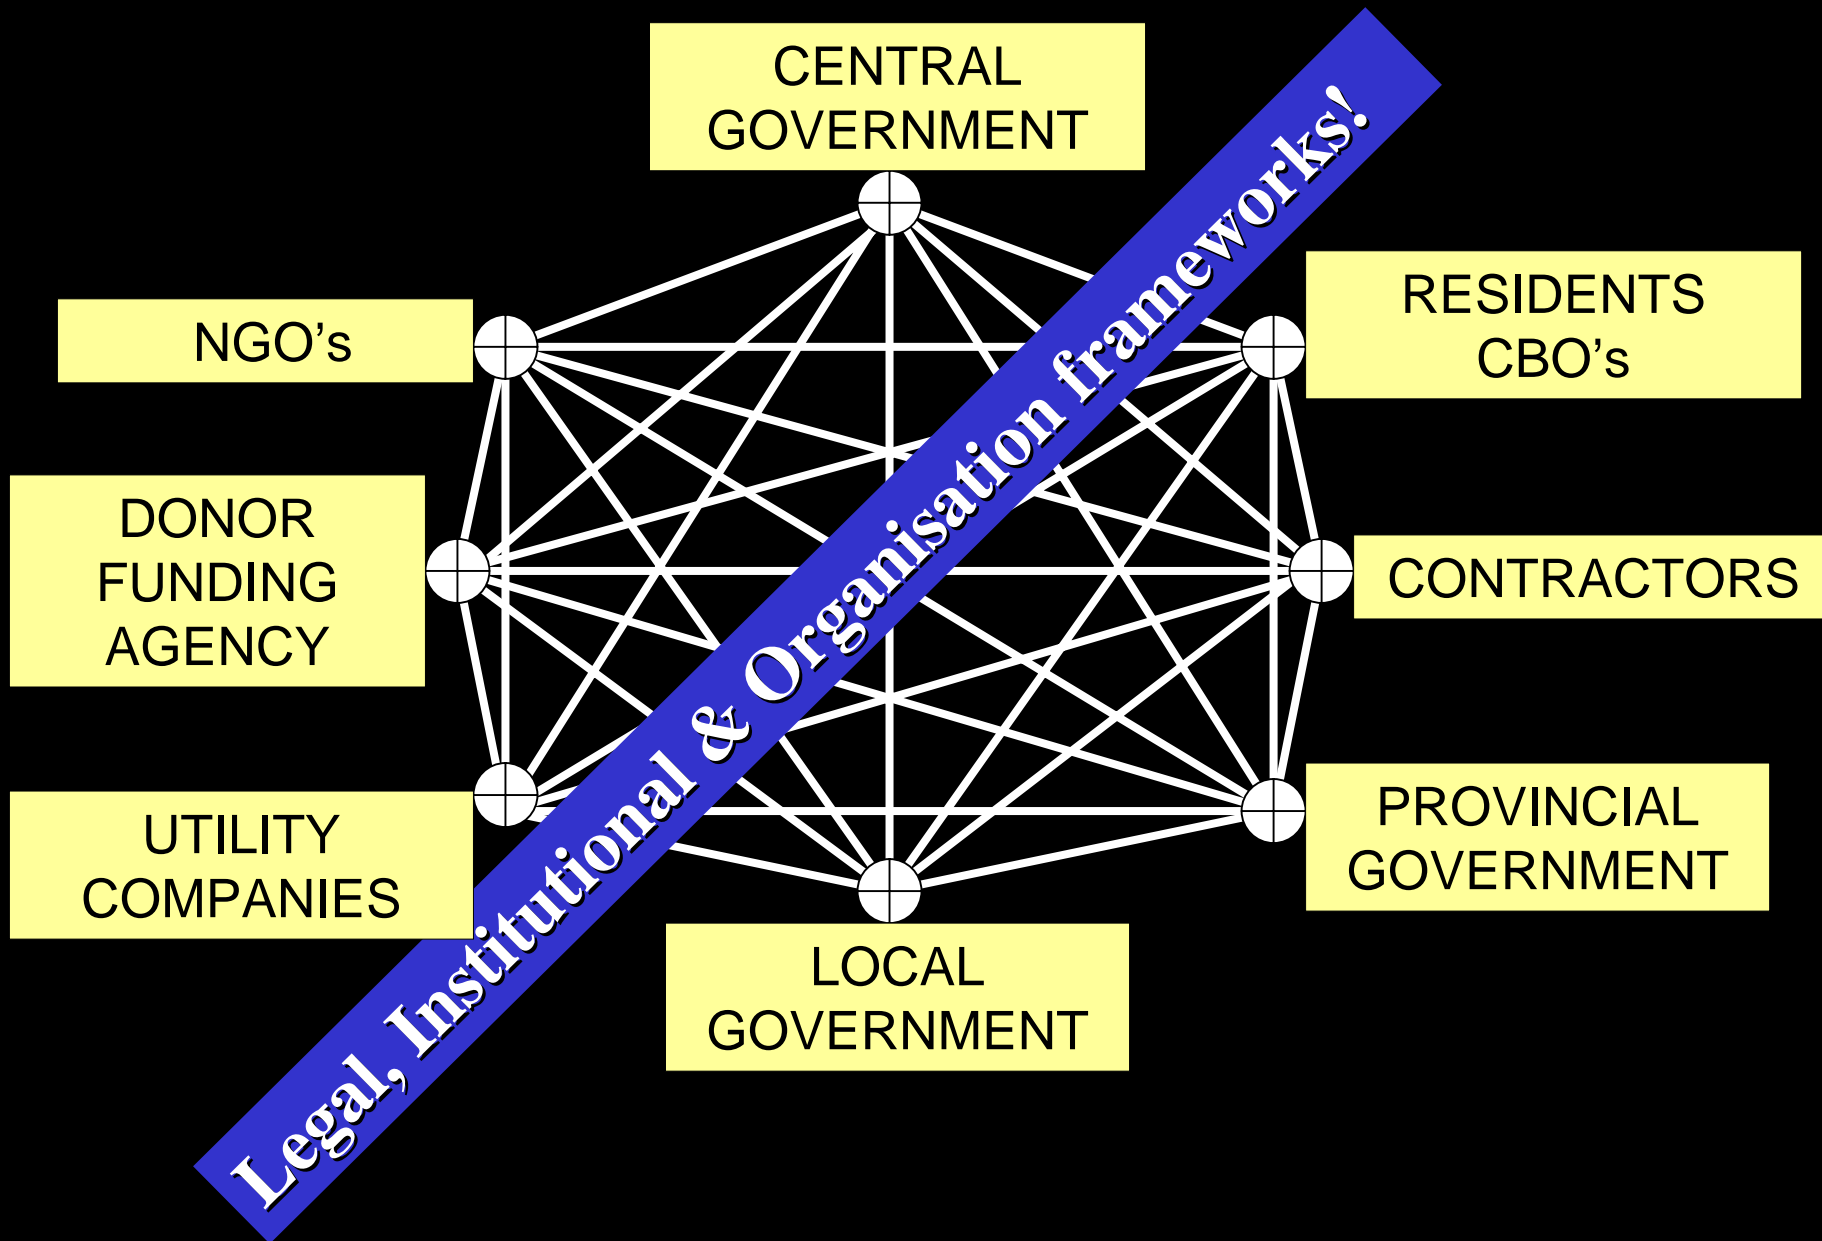 CENTRAL
GOVERNMENT
RESIDENTS
CBO’s
NGO’s
DONOR
FUNDING
AGENCY
CONTRACTORS
UTILITY
COMPANIES
PROVINCIAL
GOVERNMENT
LOCAL
GOVERNMENT
Legal, Institutional & Organisation frameworks!